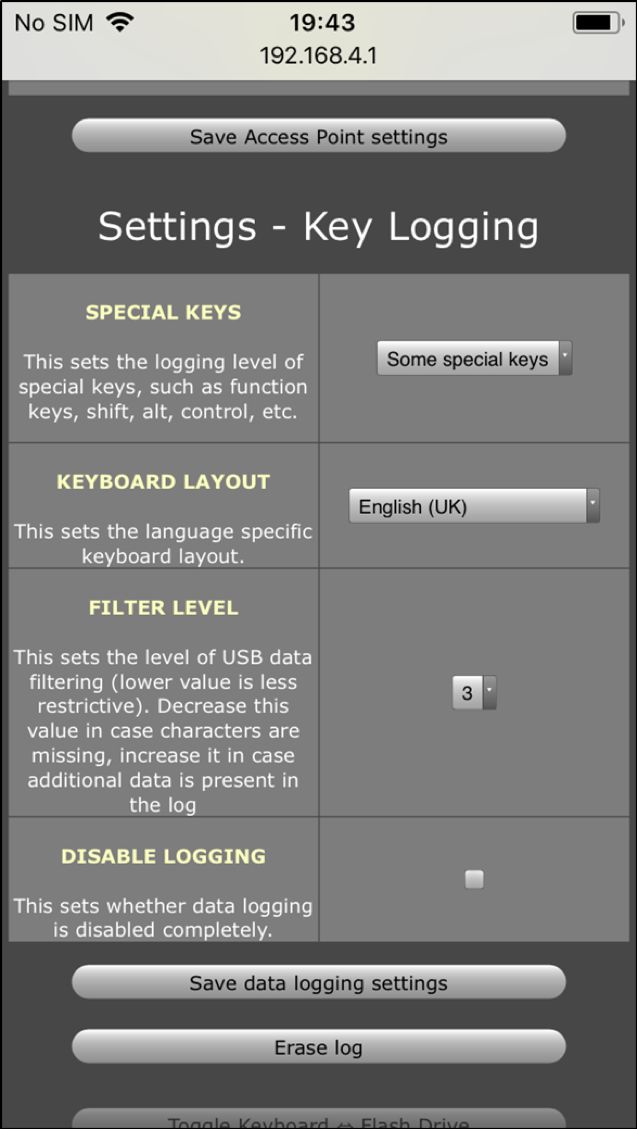 No SIM 19:43
192.168.4.1
Save Access Point settings
Settings - Key Logging
SPECIAL KEYS
This sets the logging level of
special keys, such as function
keys, shift, alt, control, etc.
Some special keys
KEYBOARD LAYOUT
This sets the language specific
keyboard layout.
English (UK)
FILTER LEVEL
This sets the level of USB data
filtering (lower value is less
restrictive). Decrease this
value in case characters are
missing, increase it in case
additional data is present in
the log
3
DISABLE LOGGING
This sets whether data logging
is disabled completely.
Save data logging settings
Erase log
Toggle Keyboard ⇔ Flash Drive